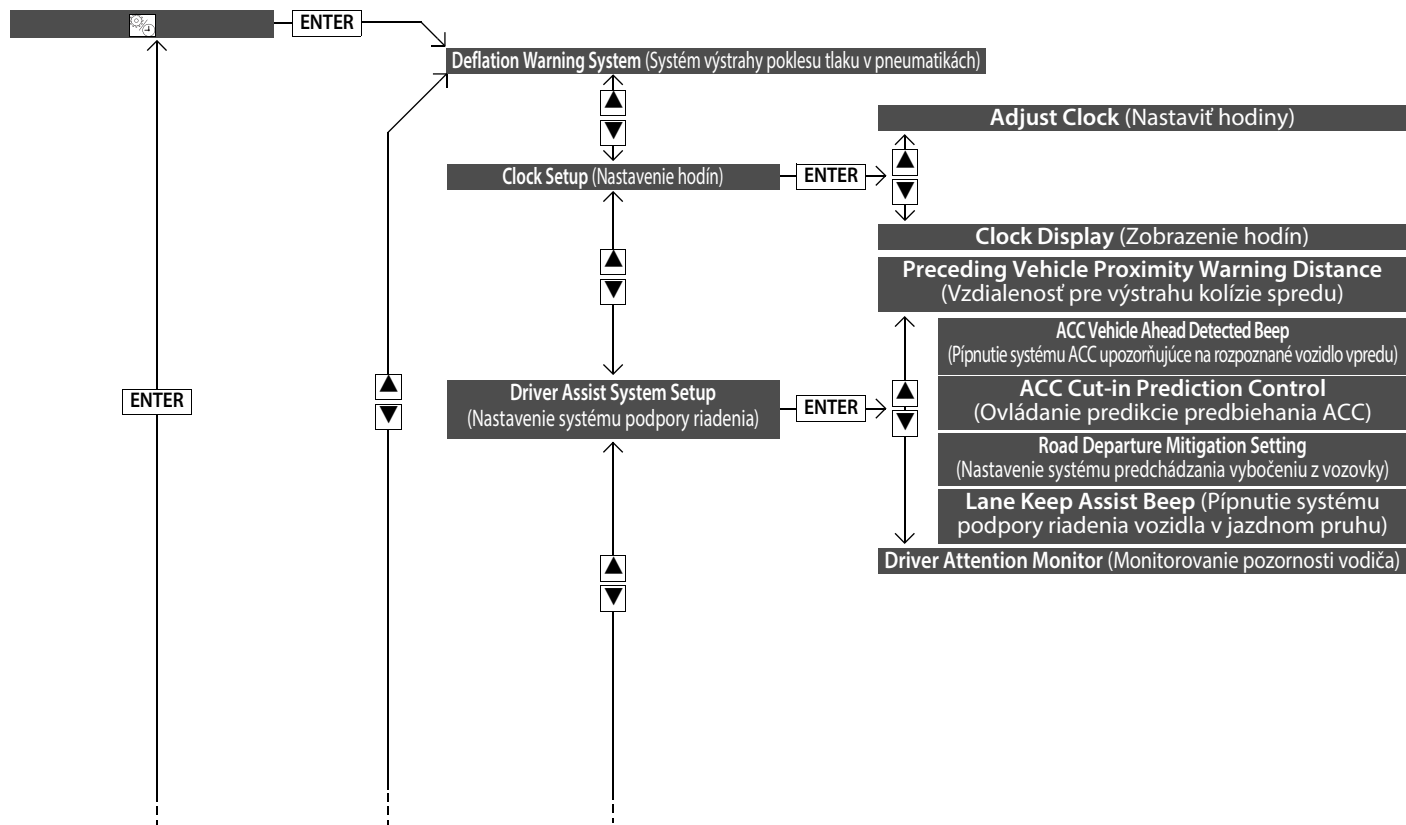 ENTER
Deflation Warning System (Systém výstrahy poklesu tlaku v pneumatikách)
Adjust Clock (Nastaviť hodiny)
Clock Setup (Nastavenie hodín)
ENTER
Clock Display (Zobrazenie hodín)
Preceding Vehicle Proximity Warning Distance
(Vzdialenosť pre výstrahu kolízie spredu)
ACC Vehicle Ahead Detected Beep
(Pípnutie systému ACC upozorňujúce na rozpoznané vozidlo vpredu)
ENTER
Driver Assist System Setup
(Nastavenie systému podpory riadenia)
ENTER
ACC Cut-in Prediction Control
(Ovládanie predikcie predbiehania ACC)
Road Departure Mitigation Setting
(Nastavenie systému predchádzania vybočeniu z vozovky)
Lane Keep Assist Beep (Pípnutie systému
podpory riadenia vozidla v jazdnom pruhu)
Driver Attention Monitor (Monitorovanie pozornosti vodiča)